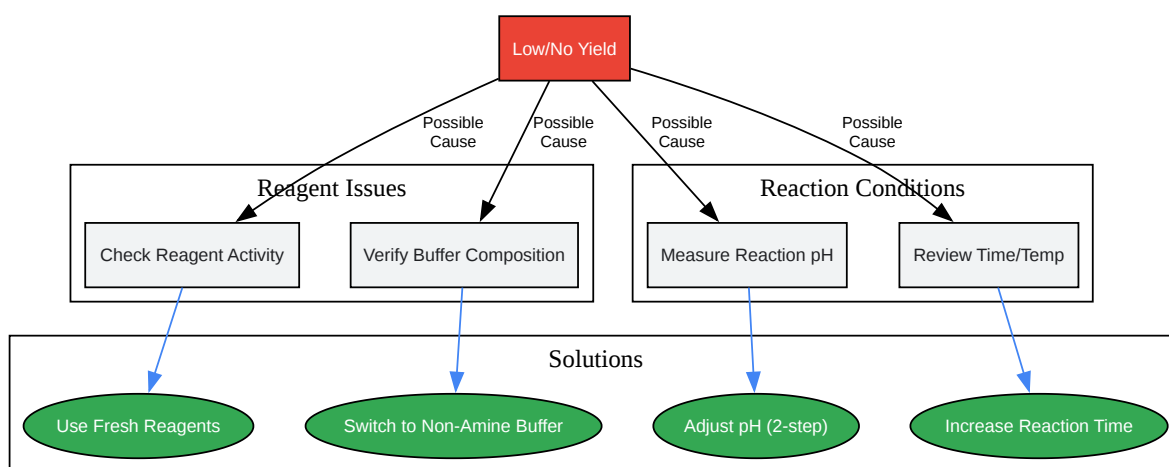 Low/No Yield
Possible
Cause
Possible
Cause
Possible
Cause
Possible
Cause
Reagent Issues
Reaction Conditions
Check Reagent Activity
Verify Buffer Composition
Measure Reaction pH
Review Time/Temp
Solutions
Use Fresh Reagents
Switch to Non-Amine Buffer
Adjust pH (2-step)
Increase Reaction Time